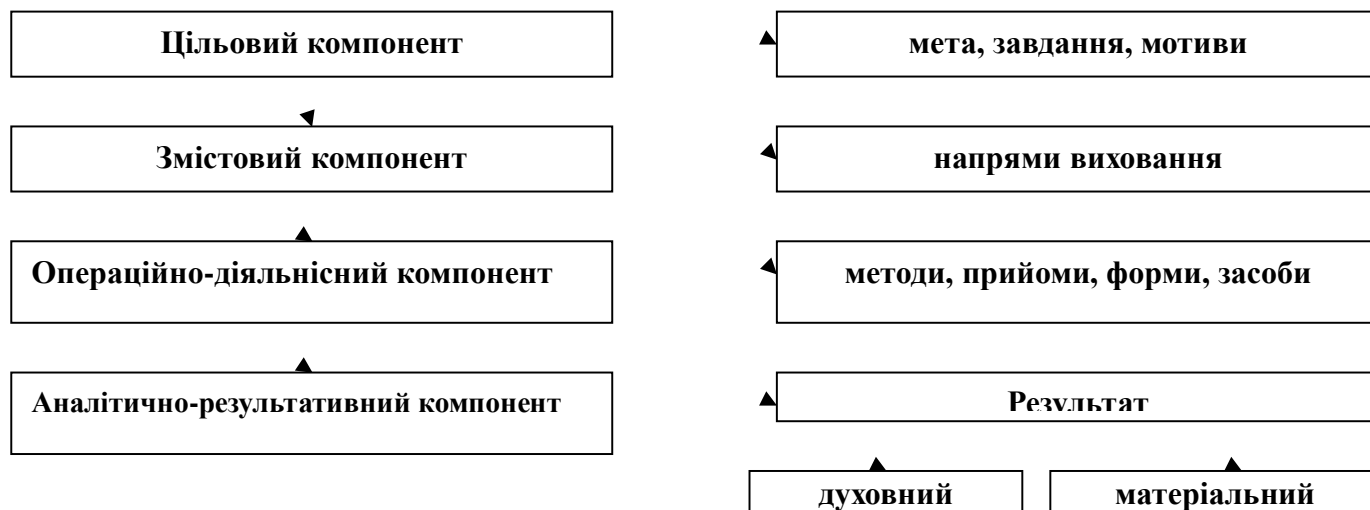 Цільовий компонент
мета, завдання, мотиви
Змістовий компонент
напрями виховання
Операційно-діяльнісний компонент
методи, прийоми, форми, засоби
Аналітично-результативний компонент
Результат
духовний
матеріальний